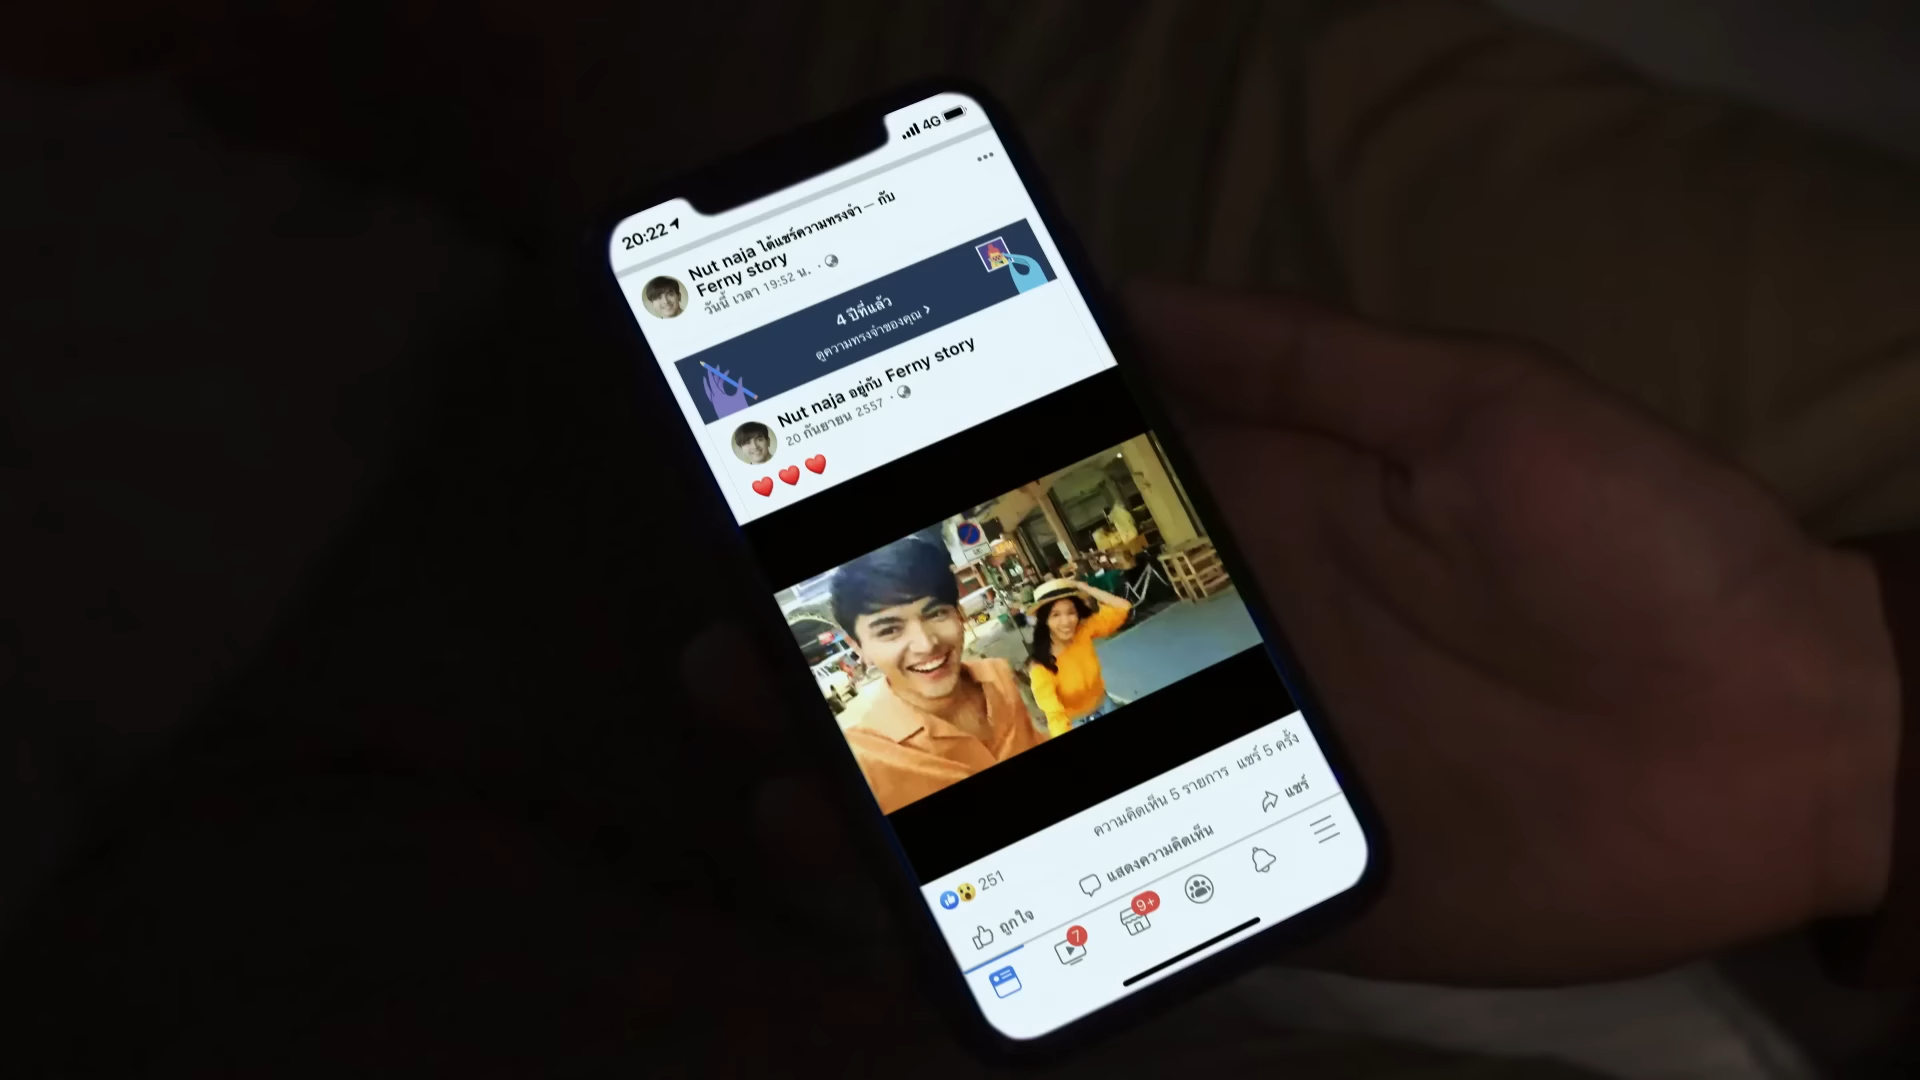 20:22
4G
Nut naja ได้แชร์ความทรงจำ — กับ
Ferny story
วันนี้ เวลา 19:52 น. ·
4 ปีที่แล้ว
ดูความทรงจำของคุณ >
Nut naja อยู่กับ Ferny story
20 กันยายน 2557 ·
251
ความคิดเห็น 5 รายการ แชร์ 5 ครั้ง
ถูกใจ
แสดงความคิดเห็น
แชร์
7
9+